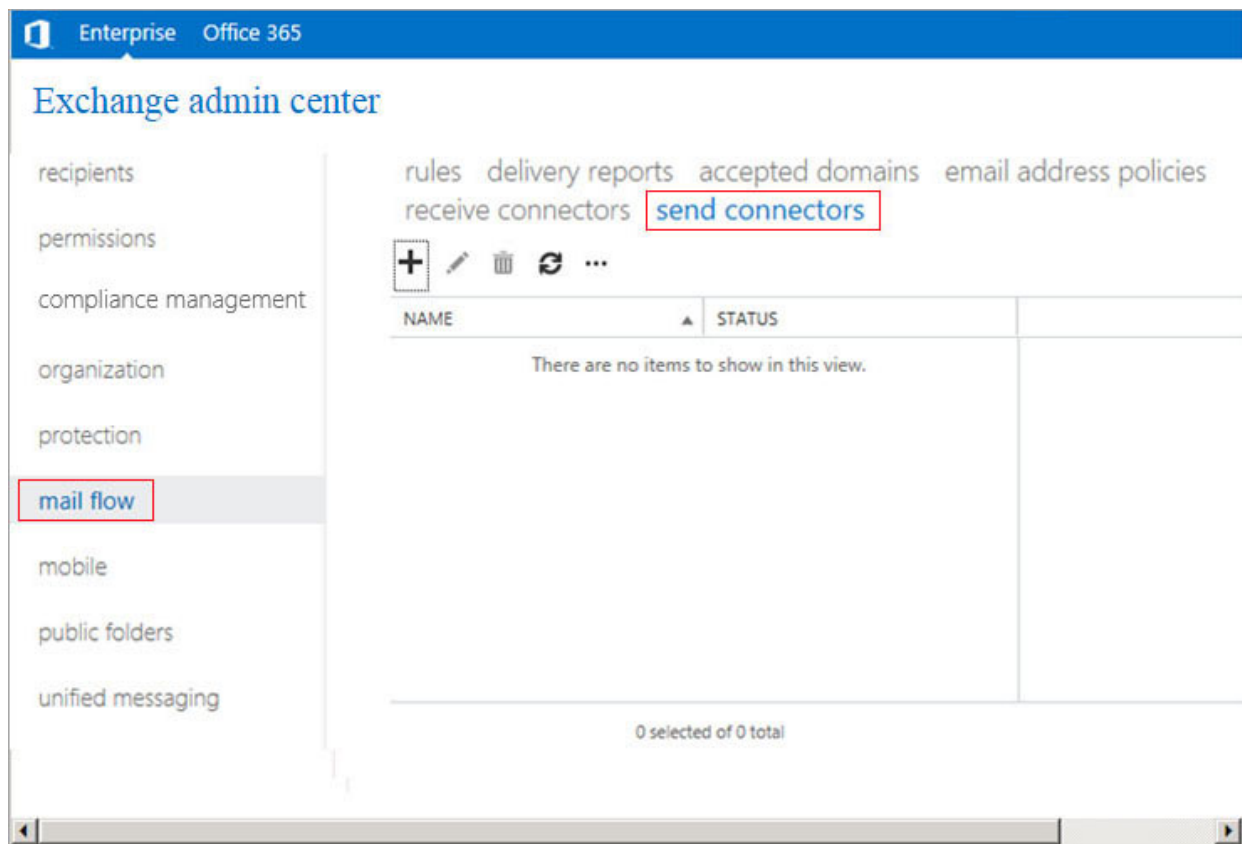 Enterprise Office 365
Exchange admin center
recipients
permissions
compliance management
organization
protection
mail flow
mobile
public folders
unified messaging
rules delivery reports accepted domains email address policies
receive connectors send connectors
NAME STATUS
There are no items to show in this view.
0 selected of 0 total